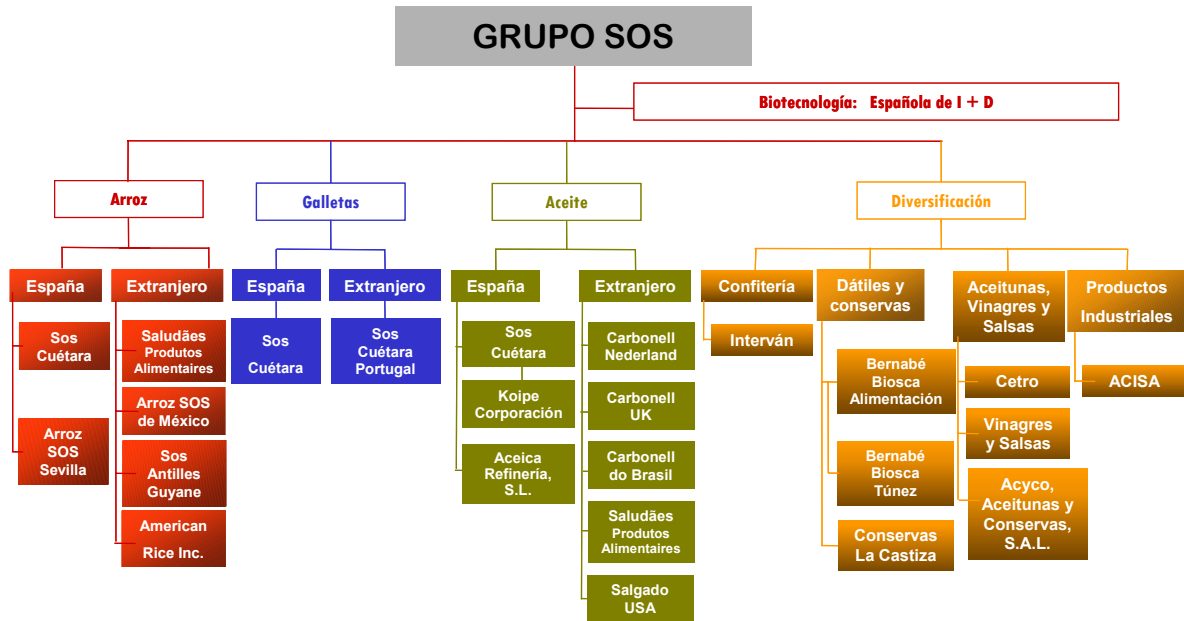 GRUPO SOS
Biotecnología: Española de I + D
Arroz
Galletas
Aceite
Diversificación
España
Extranjero
Sos
Cuétara
Arroz
SOS
Sevilla
Saludães
Produtos
Alimentaires
Arroz SOS
de México
Sos
Antilles
Guyane
American
Rice Inc.
España
Extranjero
Sos
Cuétara
Sos
Cuétara
Portugal
España
Extranjero
Sos
Cuétara
Koipe
Corporación
Aceica
Refinería,
S.L.
Carbonell
Nederland
Carbonell
UK
Carbonell
do Brasil
Saludães
Produtos
Alimentaires
Salgado
USA
Confitería
Interván
Dátiles y
conservas
Bernabé
Biosca
Alimentación
Bernabé
Biosca
Túnez
Conservas
La Castiza
Aceitunas,
Vinagres y
Salsas
Cetro
Vinagres
y Salsas
Acyco,
Aceitunas y
Conservas,
S.A.L.
Productos
Industriales
ACISA